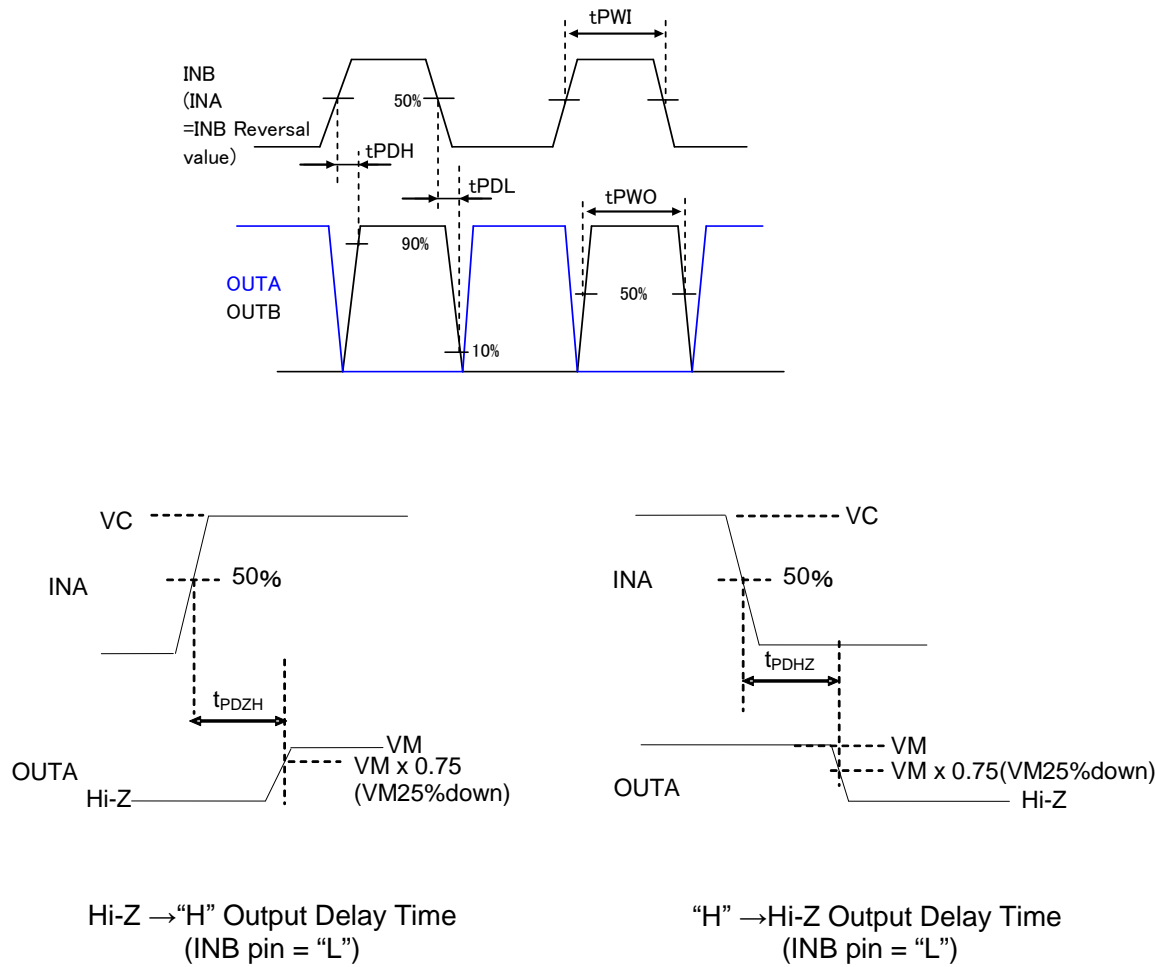 tPWI
INB
(INA
=INB Reversal
value)
50%
tPDH
tPDL
tPWO
90%
OUTA
OUTB
50%
10%
VC
50%
INA
tPDZH
VM
VM x 0.75
(VM25%down)
OUTA
Hi-Z
VC
INA
50%
tPDHZ
VM
VM x 0.75(VM25%down)
OUTA
Hi-Z
Hi-Z →“H” Output Delay Time
(INB pin = “L”)
“H” →Hi-Z Output Delay Time
(INB pin = “L”)